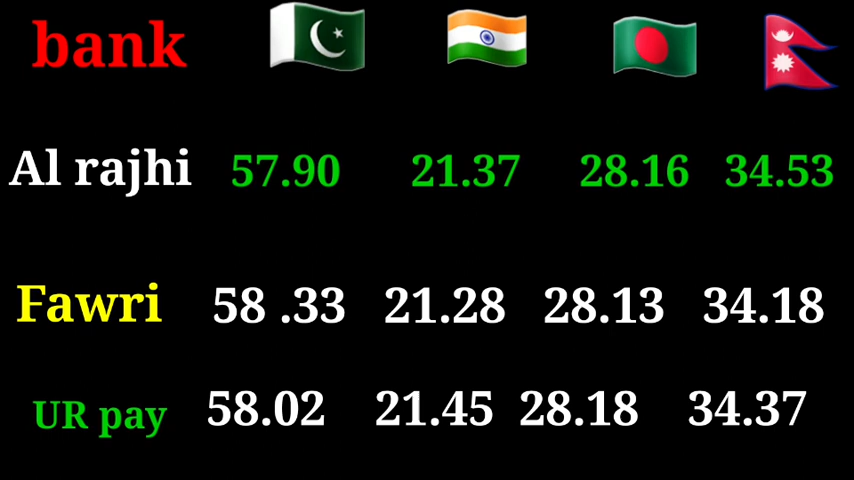 bank
Al rajhi 57.90 21.37 28.16 34.53
Fawri 58 .33 21.28 28.13 34.18
UR pay 58.02 21.45 28.18 34.37